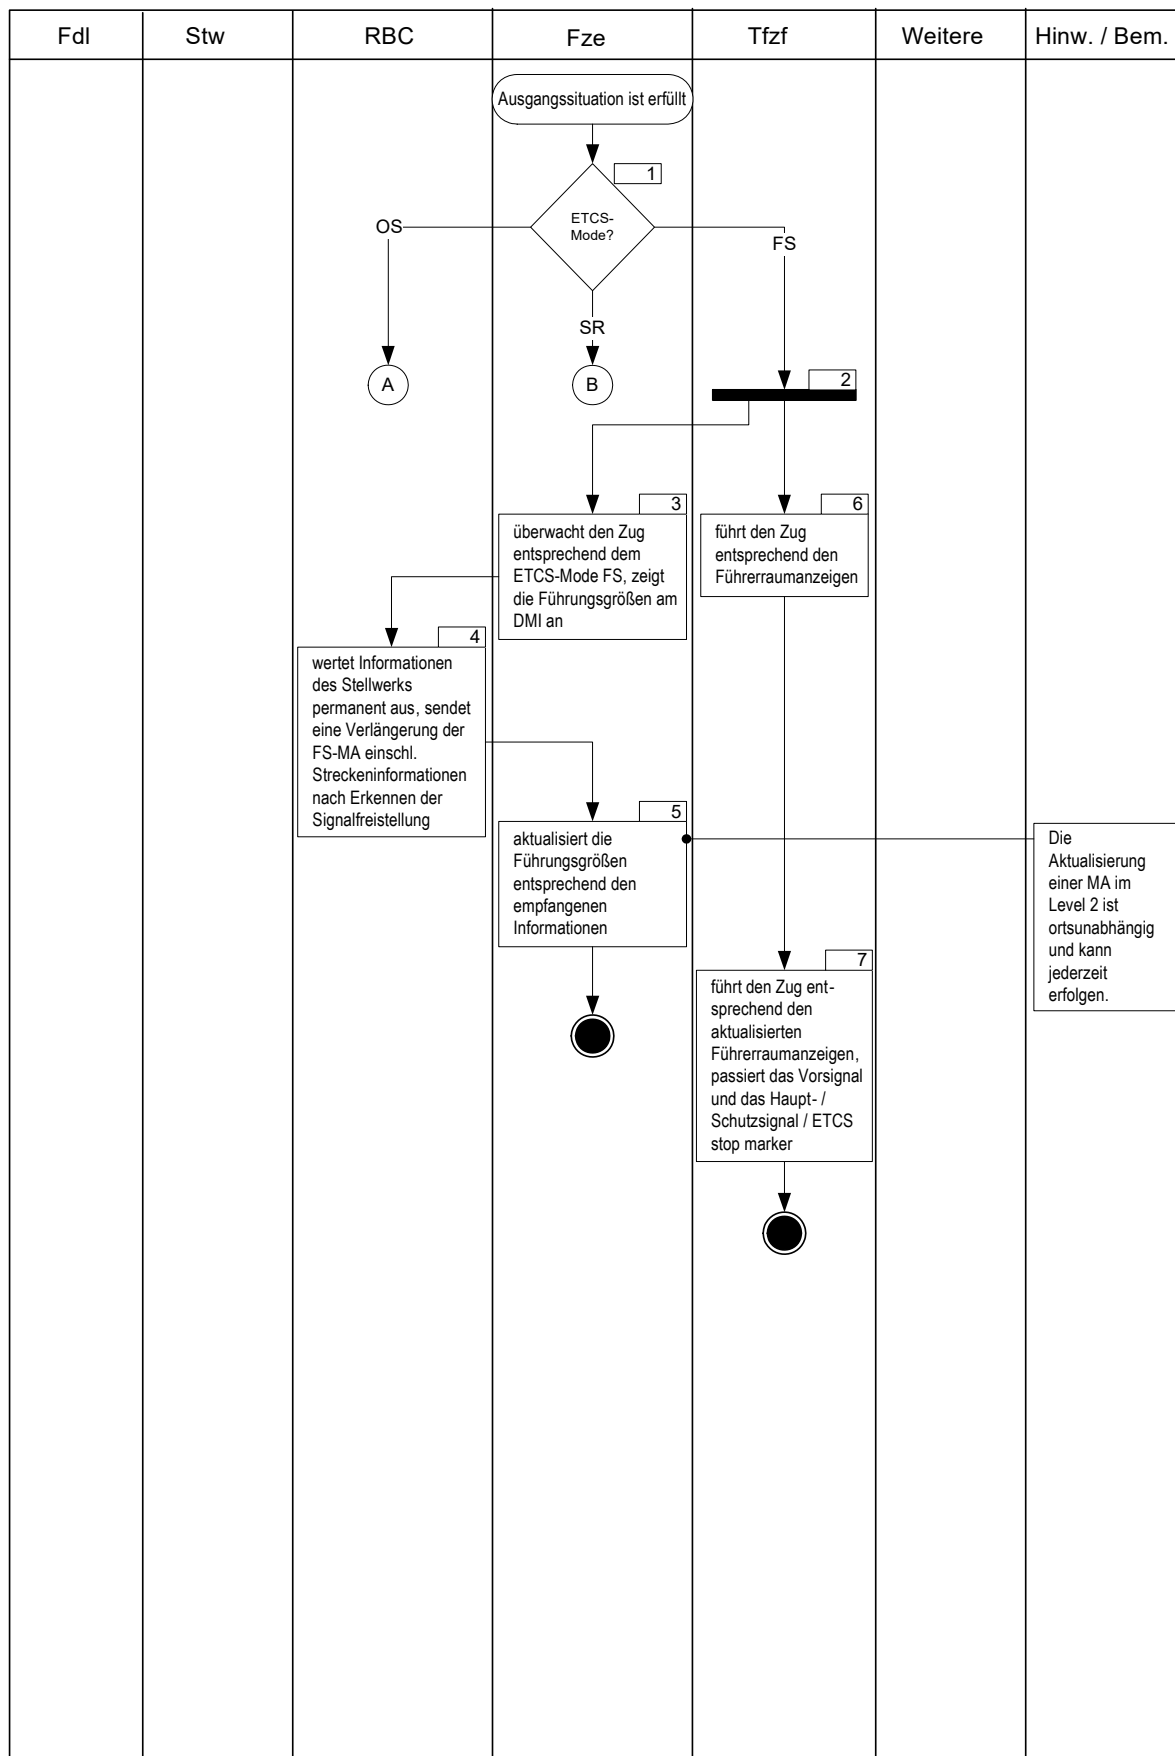 Fdl
Stw
RBC
Fze
Tfzf
Weitere
Hinw. / Bem.
Ausgangssituation ist erfüllt
1
ETCS-
Mode?
OS
FS
SR
A
B
2
3
überwacht den Zug
entsprechend dem
ETCS-Mode FS, zeigt
die Führungsgrößen am
DMI an
6
führt den Zug
entsprechend den
Führerraumanzeigen
4
wertet Informationen
des Stellwerks
permanent aus, sendet
eine Verlängerung der
FS-MA einschl.
Streckeninformationen
nach Erkennen der
Signalfreistellung
5
aktualisiert die
Führungsgrößen
entsprechend den
empfangenen
Informationen
Die
Aktualisierung
einer MA im
Level 2 ist
ortsunabhängig
und kann
jederzeit
erfolgen.
7
führt den Zug ent-
sprechend den
aktualisierten
Führerraumanzeigen,
passiert das Vorsignal
und das Haupt- /
Schutzsignal / ETCS
stop marker